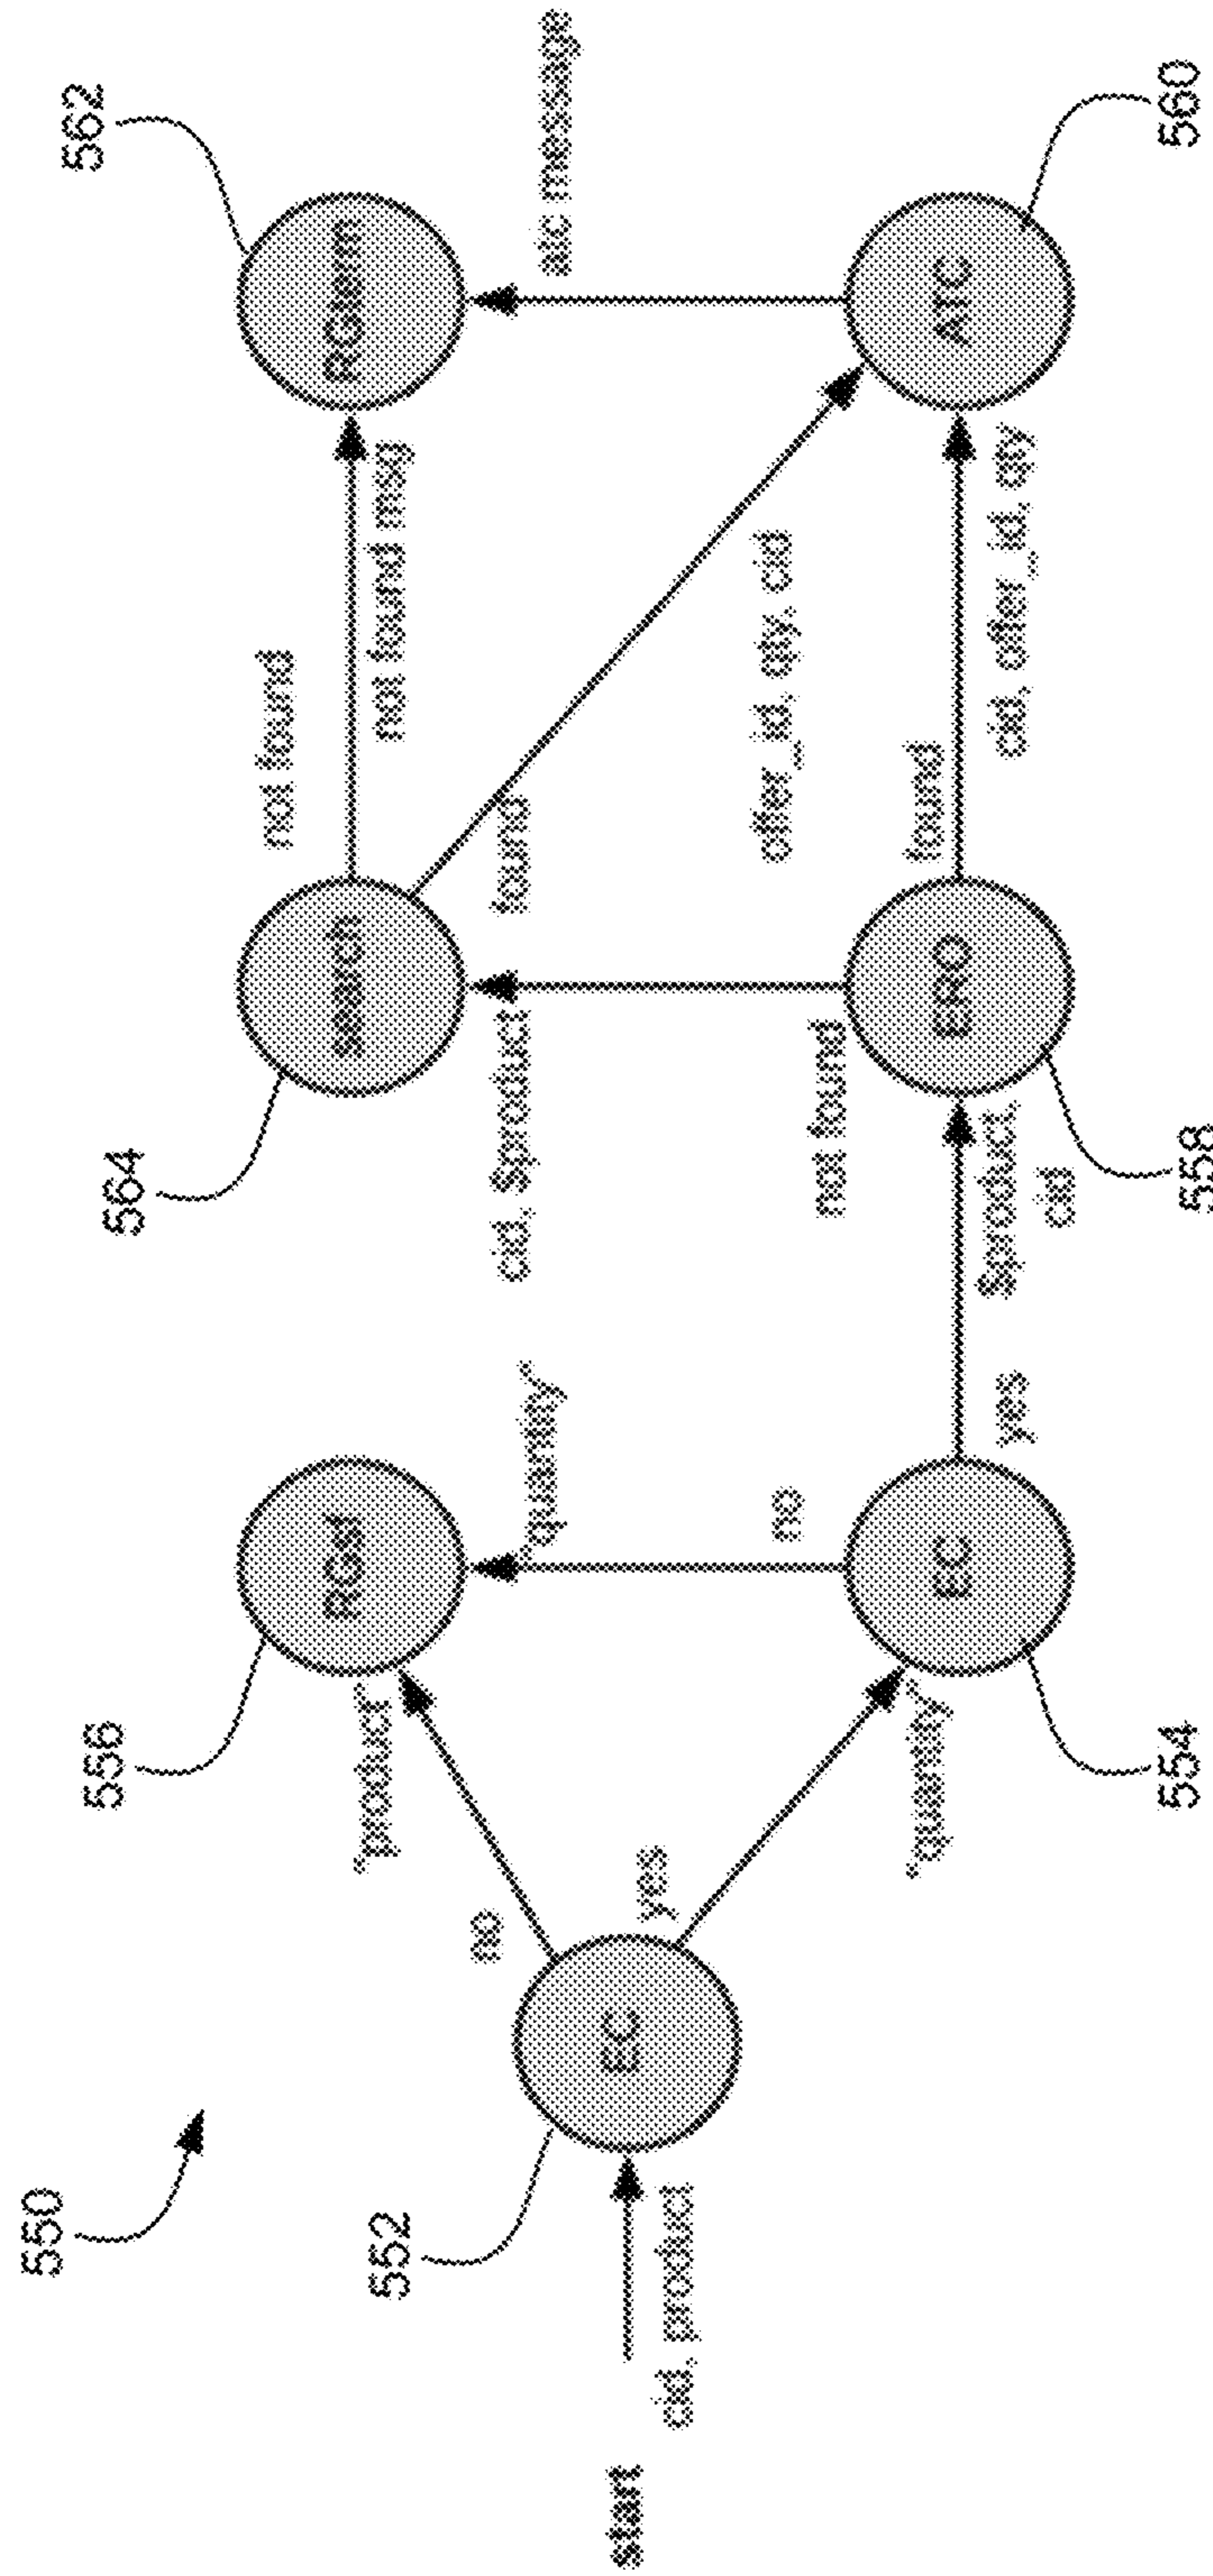 550
552
start
cid, product
EC
no
"product"
yes
"quantity"
556
RGsf
554
EC
no
"quantity"
yes
$product,
cid
558
ERO
not found
cid, $product
564
search
found
not found
not found msg
found
cid, offer_id, qty
offer_id, qty, cid
560
ATC
atc message
562